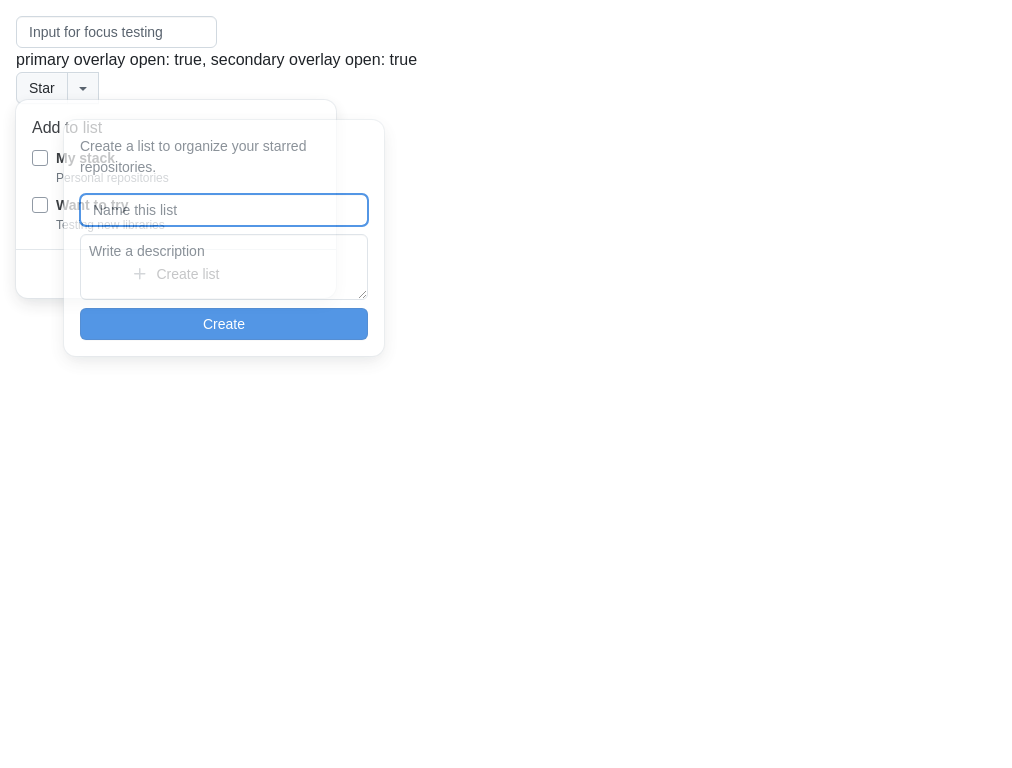 Input for focus testing
primary overlay open: true, secondary overlay open: true
Star
Add to list
My stack
Personal repositories
Want to try
Testing new libraries
Create list
Create a list to organize your starred
repositories.
Name this list
Write a description
Create